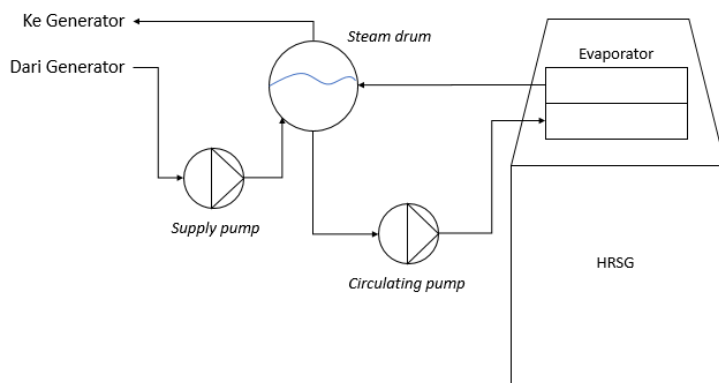 Ke Generator
Steam drum
Dari Generator
Evaporator
Supply pump
HRSG
Circulating pump